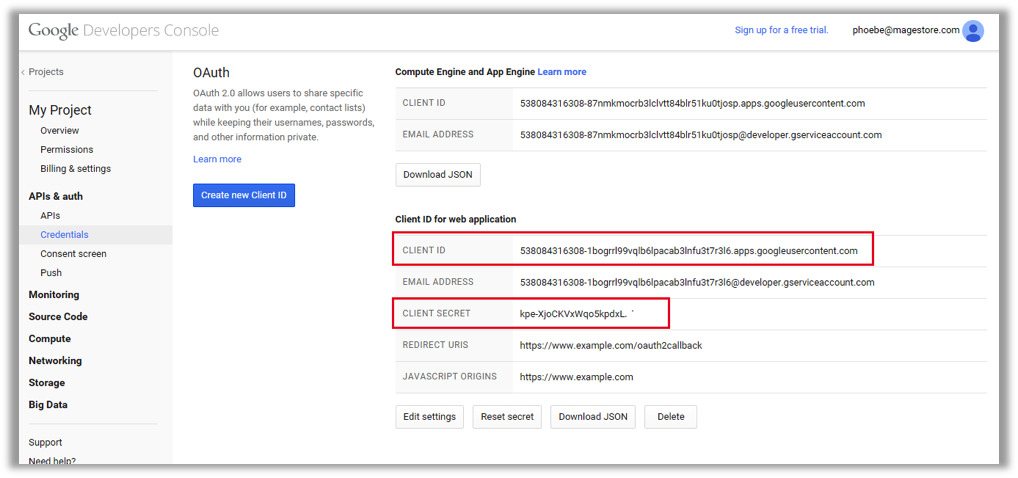 Google Developers Console
Sign up for a free trial.
phoebe@magestore.com
‹ Projects
My Project
Overview
Permissions
Billing & settings
APIs & auth
APIs
Credentials
Consent screen
Push
Monitoring
Source Code
Compute
Networking
Storage
Big Data
Support
Need help?
OAuth
OAuth 2.0 allows users to share specific
data with you (for example, contact lists)
while keeping their usernames, passwords,
and other information private.
Learn more
Create new Client ID
Compute Engine and App Engine Learn more
CLIENT ID 538084316308-87nmkmocrb3lclvtt84blr51ku0tjosp.apps.googleusercontent.com
EMAIL ADDRESS 538084316308-87nmkmocrb3lclvtt84blr51ku0tjosp@developer.gserviceaccount.com
Download JSON
Client ID for web application
CLIENT ID 538084316308-1bogrrl99vqlb6lpacab3lnfu3t7r3l6.apps.googleusercontent.com
EMAIL ADDRESS 538084316308-1bogrrl99vqlb6lpacab3lnfu3t7r3l6@developer.gserviceaccount.com
CLIENT SECRET kpe-XjoCKVxWqo5kpdxL.
REDIRECT URIS https://www.example.com/oauth2callback
JAVASCRIPT ORIGINS https://www.example.com
Edit settings Reset secret Download JSON Delete